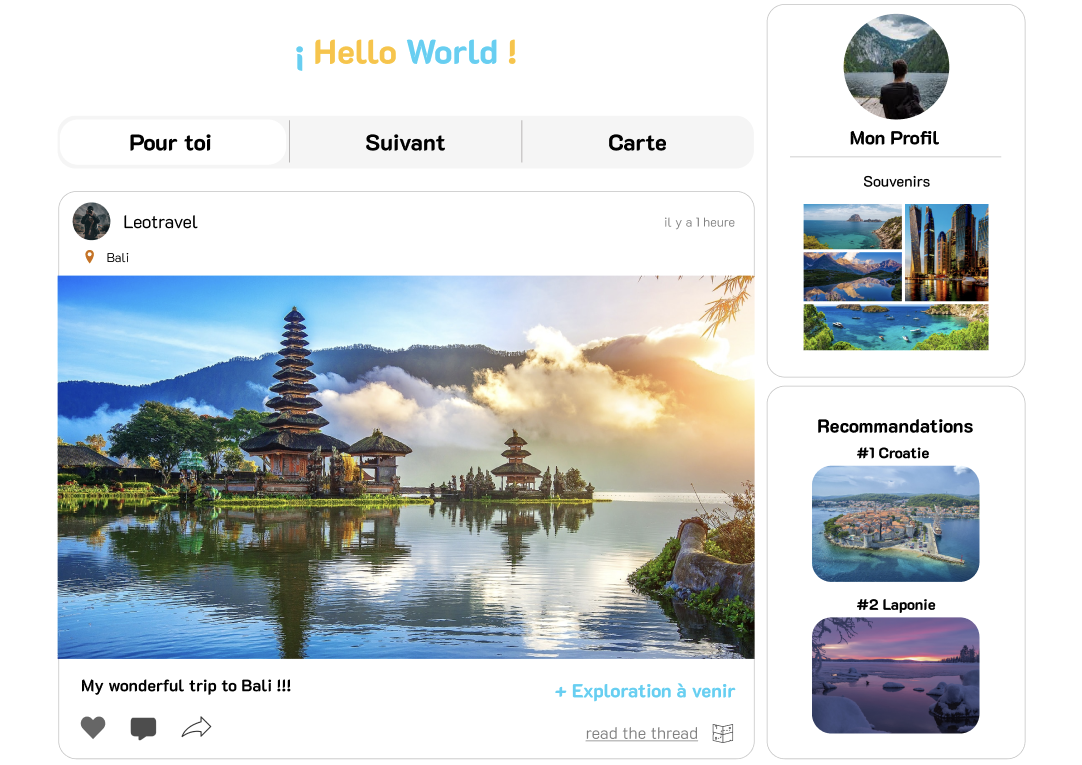 ¡ Hello World !
Pour toi
Suivant
Carte
Leotravel
il y a 1 heure
Bali
My wonderful trip to Bali !!!
+ Exploration à venir
read the thread
Mon Profil
Souvenirs
Recommandations
#1 Croatie
#2 Laponie